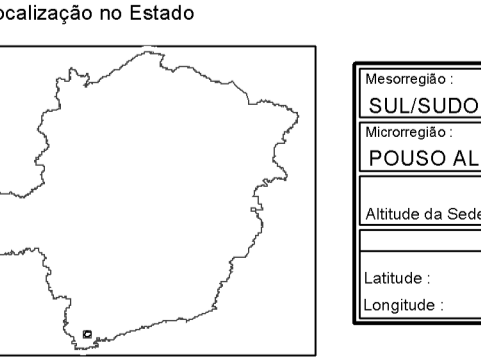 ocalização no Estado
Mesorregião :
SUL/SUDO
Microrregião :
POUSO AL
Altitude da Sede
Latitude :
Longitude :